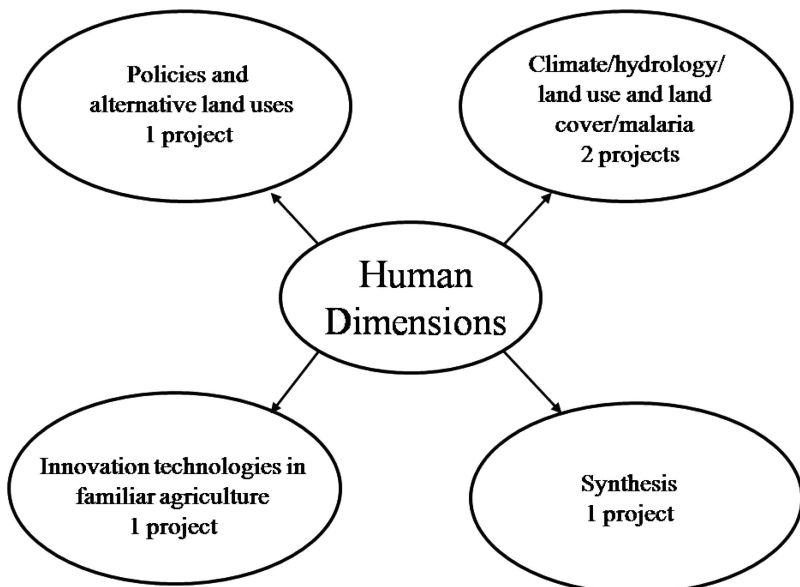 Policies and
alternative land uses
1 project
Climate/hydrology/
land use and land
cover/malaria
2 projects
Human
Dimensions
Innovation technologies in
familiar agriculture
1 project
Synthesis
1 project